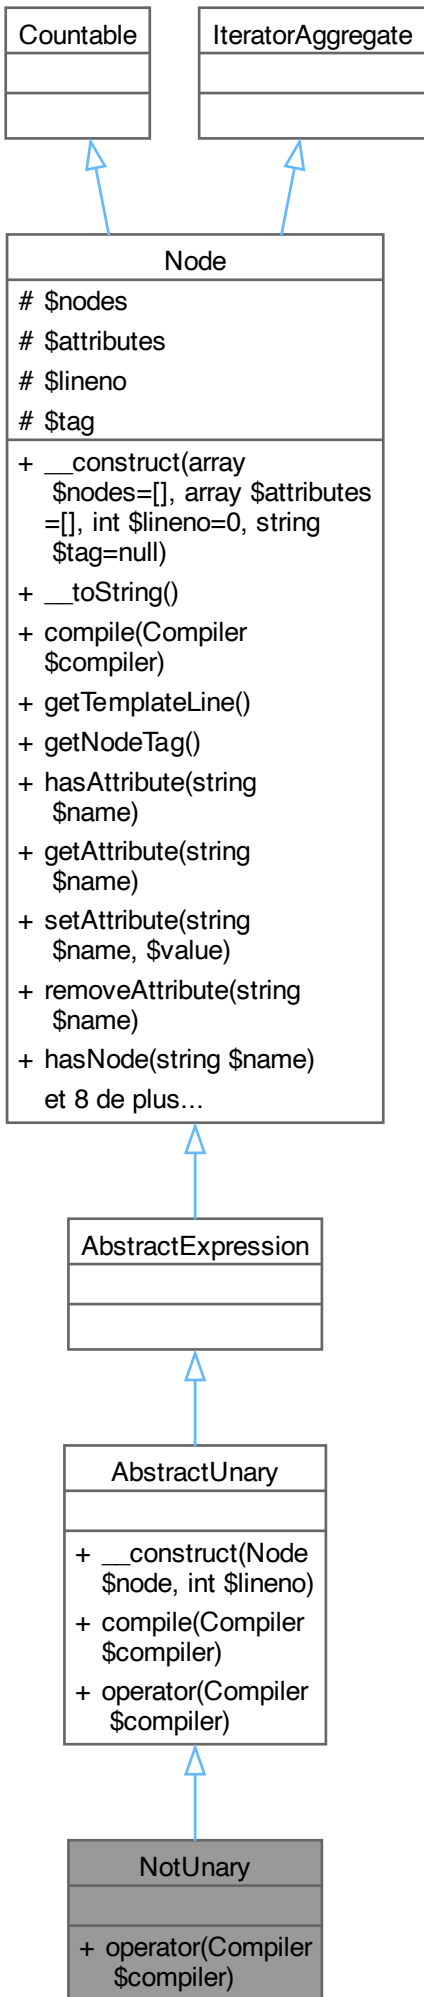 Countable
IteratorAggregate
Node
# $nodes
# $attributes
# $lineno
# $tag
+ __construct(array
$nodes=[], array $attributes
=[], int $lineno=0, string
$tag=null)
+ __toString()
+ compile(Compiler
$compiler)
+ getTemplateLine()
+ getNodeTag()
+ hasAttribute(string
$name)
+ getAttribute(string
$name)
+ setAttribute(string
$name, $value)
+ removeAttribute(string
$name)
+ hasNode(string $name)
et 8 de plus...
AbstractExpression
AbstractUnary
+ __construct(Node
$node, int $lineno)
+ compile(Compiler
$compiler)
+ operator(Compiler
$compiler)
NotUnary
+ operator(Compiler
$compiler)